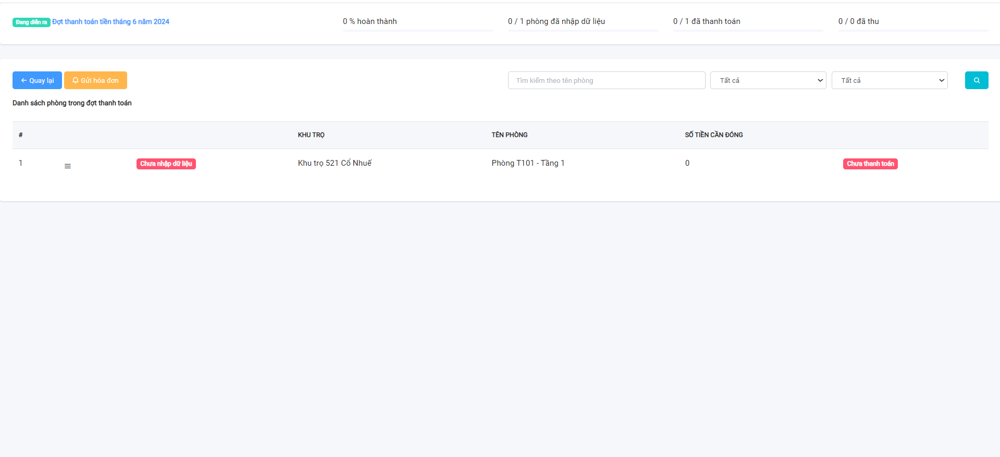 Đang diễn ra Đợt thanh toán tiền tháng 6 năm 2024
0 % hoàn thành
0 / 1 phòng đã nhập dữ liệu
0 / 1 đã thanh toán
0 / 0 đã thu
Quay lại
Gửi hóa đơn
Tìm kiếm theo tên phòng
Tất cả
Tất cả
Danh sách phòng trong đợt thanh toán
# KHU TRỌ TÊN PHÒNG SỐ TIỀN CẦN ĐÓNG
1 Chưa nhập dữ liệu Khu trọ 521 Cổ Nhuế Phòng T101 - Tầng 1 0 Chưa thanh toán